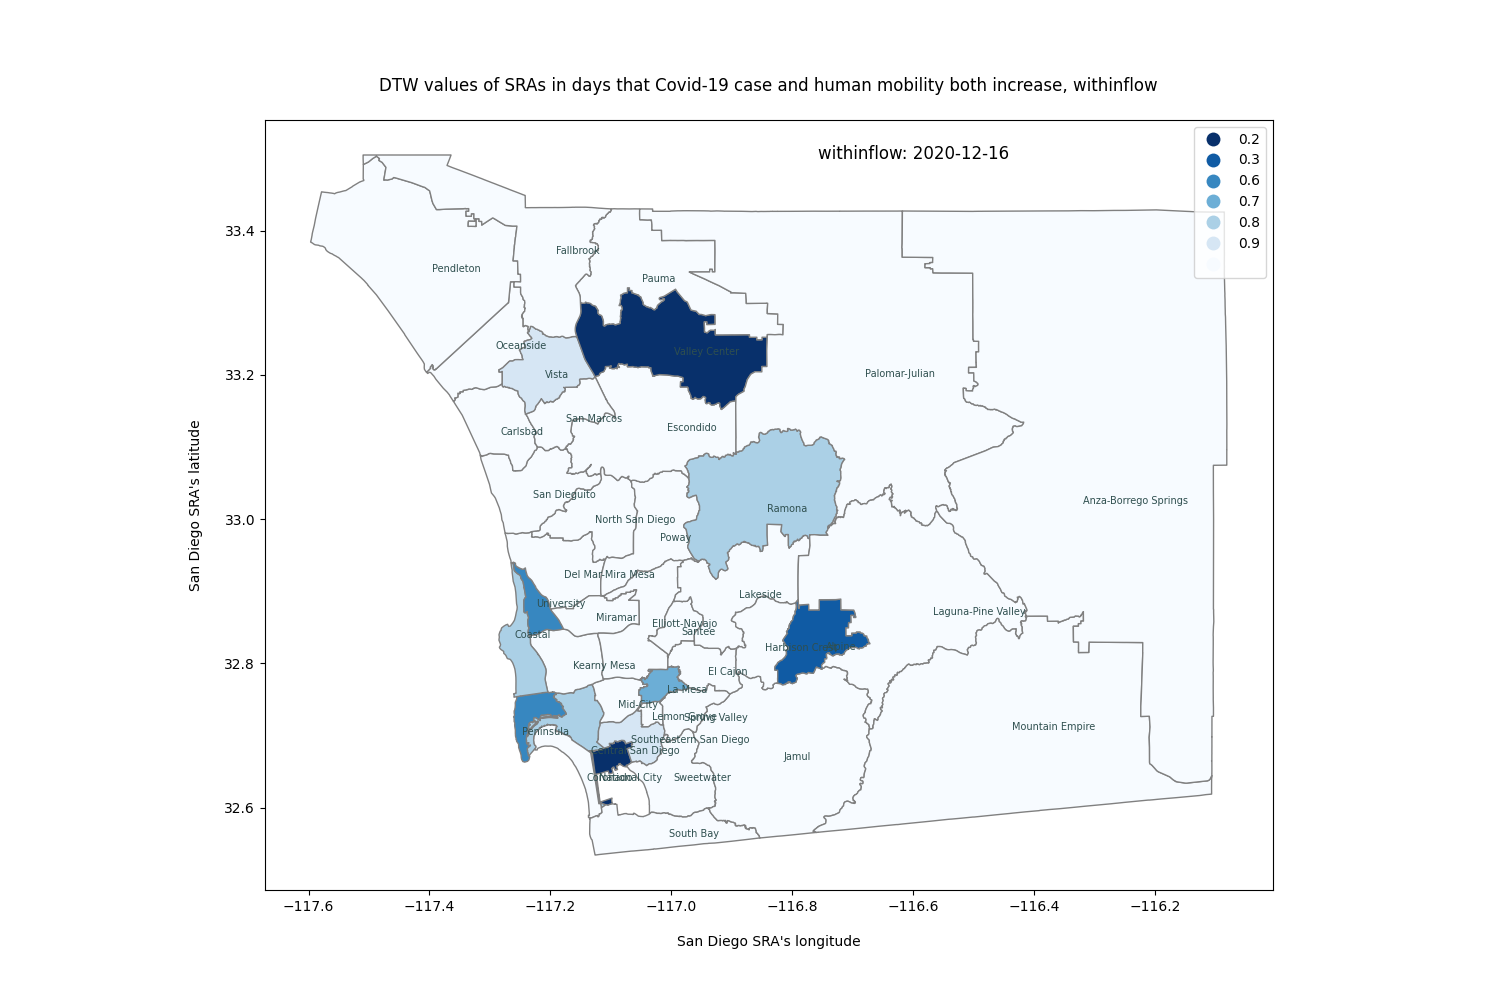 DTW values of SRAs in days that Covid-19 case and human mobility both increase, withinflow
withinflow: 2020-12-16
0.2
0.3
0.6
0.7
0.8
0.9
33.4
33.2
33.0
32.8
32.6
San Diego SRA's latitude
Fallbrook
Pendleton
Pauma
Oceanside
Valley Center
Vista
Palomar-Julian
San Marcos
Carlsbad
Escondido
San Dieguito
Anza-Borrego Springs
Ramona
North San Diego
Poway
Del Mar-Mira Mesa
Lakeside
University
Laguna-Pine Valley
Miramar
Elliott-Navajo
Santee
Coastal
Kearny Mesa
El Cajon
La Mesa
Mid-City
Lemon Grove
Spring Valley
Mountain Empire
Peninsula
Southeastern San Diego
Central San Diego
Jamul
Coronado
National City
Sweetwater
South Bay
−117.6
−117.4
−117.2
−117.0
−116.8
−116.6
−116.4
−116.2
San Diego SRA's longitude